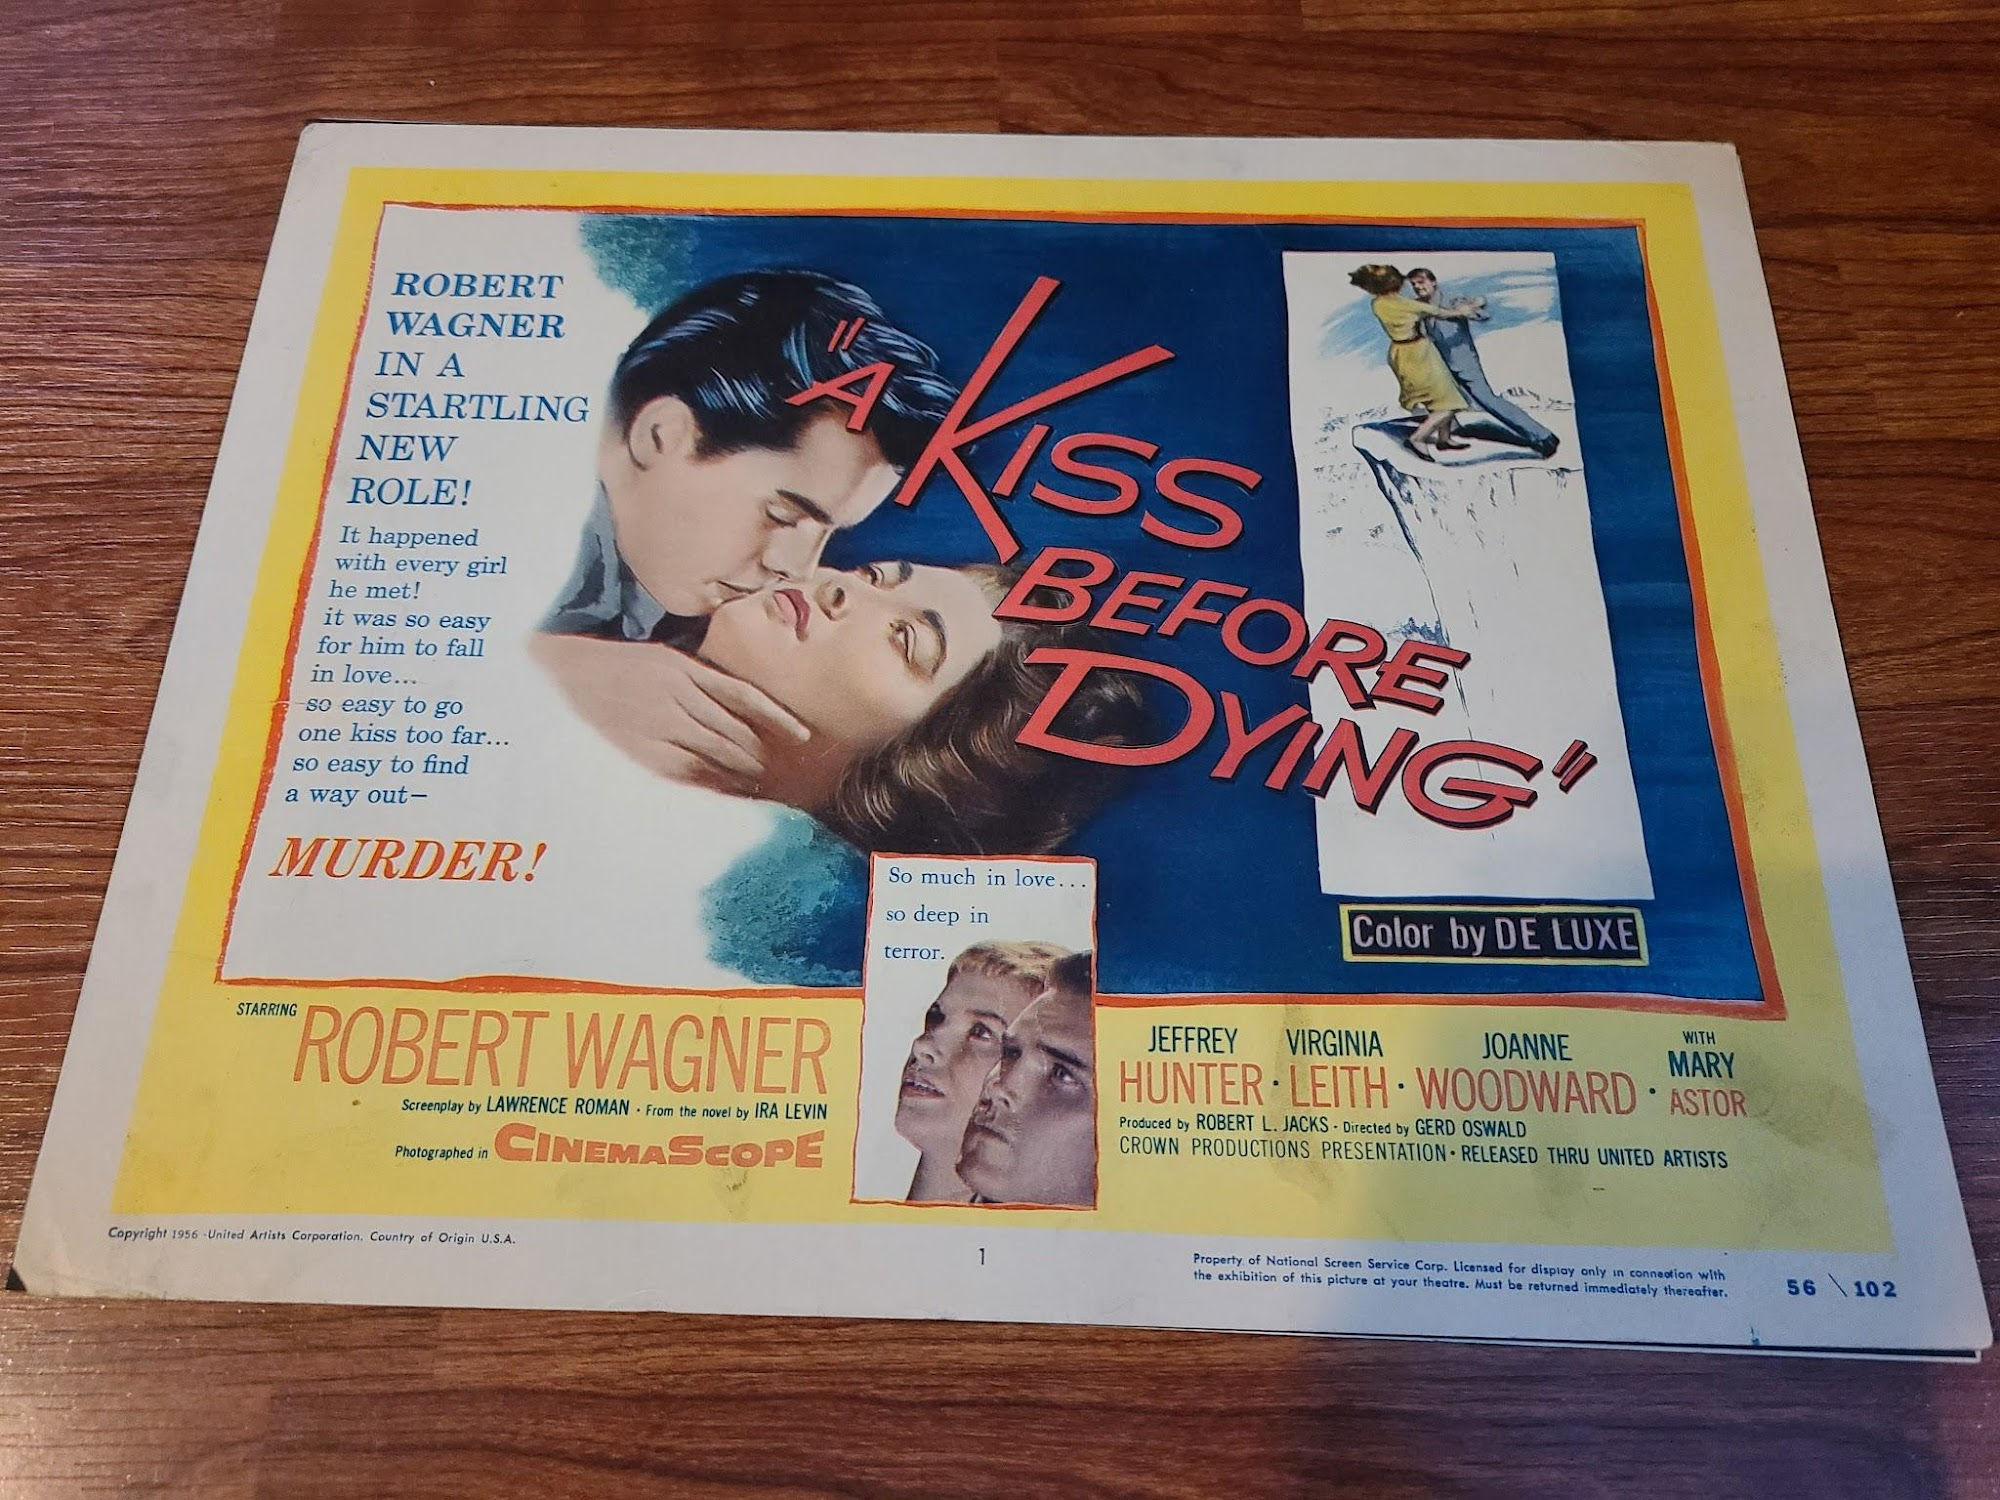 ROBERT
WAGNER
IN A
STARTLING
NEW
ROLE!
It happened
with every girl
he met!
it was so easy
for him to fall
in love...
so easy to go
one kiss too far...
so easy to find
a way out—
MURDER!
"A
KISS
BEFORE
DYING"
Color by DE LUXE
So much in love...
so deep in
terror.
STARRING
ROBERT WAGNER
Screenplay by LAWRENCE ROMAN · From the novel by IRA LEVIN
Photographed in CINEMASCOPE
JEFFREY
HUNTER ·
VIRGINIA
LEITH ·
JOANNE
WOODWARD ·
WITH
MARY
ASTOR
Produced by ROBERT L. JACKS · Directed by GERD OSWALD
CROWN PRODUCTIONS PRESENTATION · RELEASED THRU UNITED ARTISTS
Copyright 1956 - United Artists Corporation. Country of Origin U.S.A.
1
Property of National Screen Service Corp. Licensed for display only in connection with
the exhibition of this picture at your theatre. Must be returned immediately thereafter.
56 \ 102